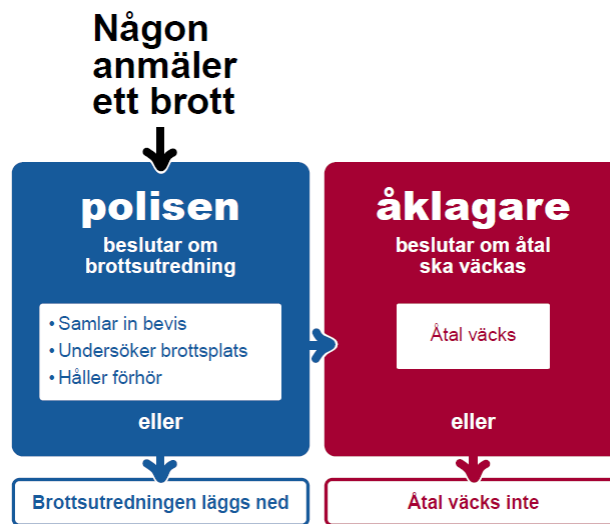 Någon
anmäler
ett brott
polisen
beslutar om
brottsutredning
• Samlar in bevis
• Undersöker brottsplats
• Håller förhör
eller
Brottsutredningen läggs ned
åklagare
beslutar om åtal
ska väckas
Åtal väcks
eller
Åtal väcks inte